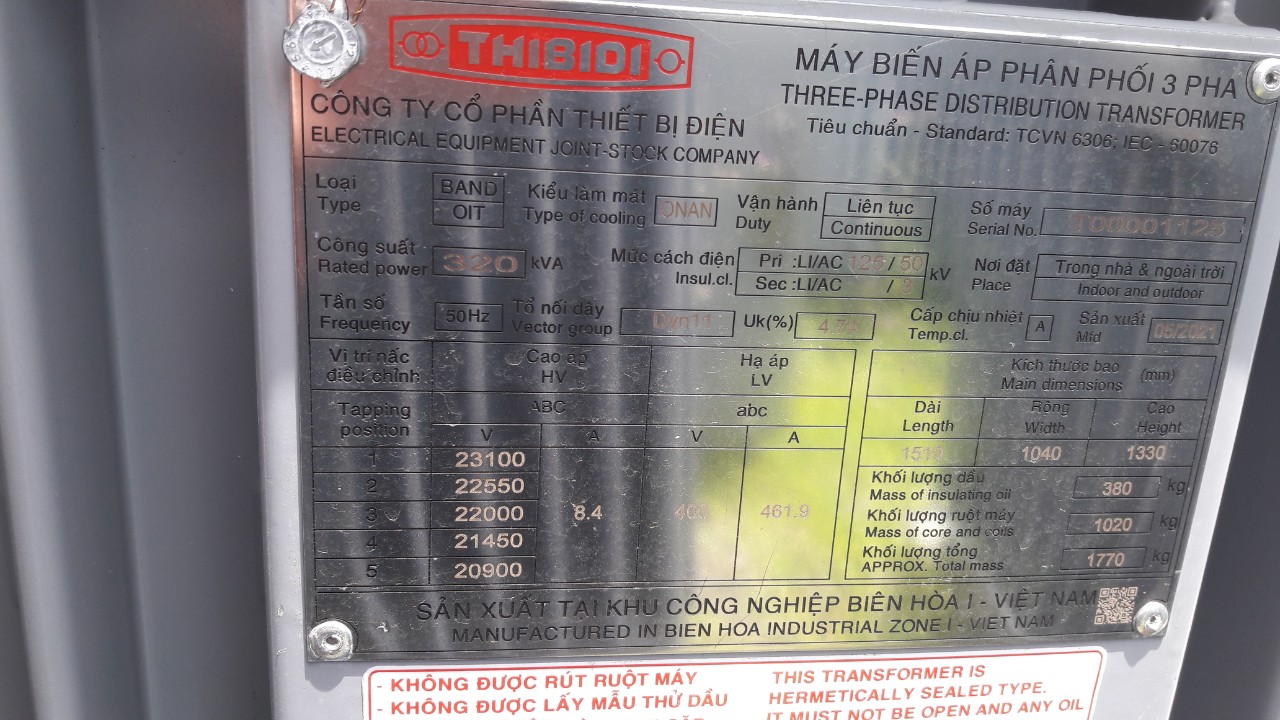 THIBIDI
CÔNG TY CỔ PHẦN THIẾT BỊ ĐIỆN
ELECTRICAL EQUIPMENT JOINT-STOCK COMPANY
MÁY BIẾN ÁP PHÂN PHỐI 3 PHA
THREE-PHASE DISTRIBUTION TRANSFORMER
Tiêu chuẩn - Standard: TCVN 6306; IEC - 60076
Loại BAND Kiểu làm mát ONAN Vận hành Liên tục Số máy T00001125
Type OIT Type of cooling Duty Continuous Serial No.
Công suất 320 kVA Mức cách điện Pri :LI/AC 125/50 kV Nơi đặt Trong nhà & ngoài trời
Rated power Insul.cl. Sec :LI/AC /3 Place Indoor and outdoor
Tần số 50Hz Tổ nối dây Dyn11 Uk(%) Cấp chịu nhiệt A Sản xuất 05/2021
Frequency Vector group Temp.cl. Mfd
Vị trí nấc điều chỉnh
Cao áp Hạ áp
HV LV
Tapping position
ABC abc
V A V A
1 23100
2 22550
3 22000 8.4 400 461.9
4 21450
5 20900
Kích thước bao (mm)
Main dimensions
Dài Rộng Cao
Length Width Height
1040 1330
Khối lượng dầu 380 kg
Mass of insulating oil
Khối lượng ruột máy 1020 kg
Mass of core and coils
Khối lượng tổng 1770 kg
APPROX. Total mass
SẢN XUẤT TẠI KHU CÔNG NGHIỆP BIÊN HÒA I - VIỆT NAM
MANUFACTURED IN BIEN HOA INDUSTRIAL ZONE I - VIET NAM
- KHÔNG ĐƯỢC RÚT RUỘT MÁY
- KHÔNG ĐƯỢC LẤY MẪU THỬ DẦU
THIS TRANSFORMER IS
HERMETICALLY SEALED TYPE.
IT MUST NOT BE OPEN AND ANY OIL